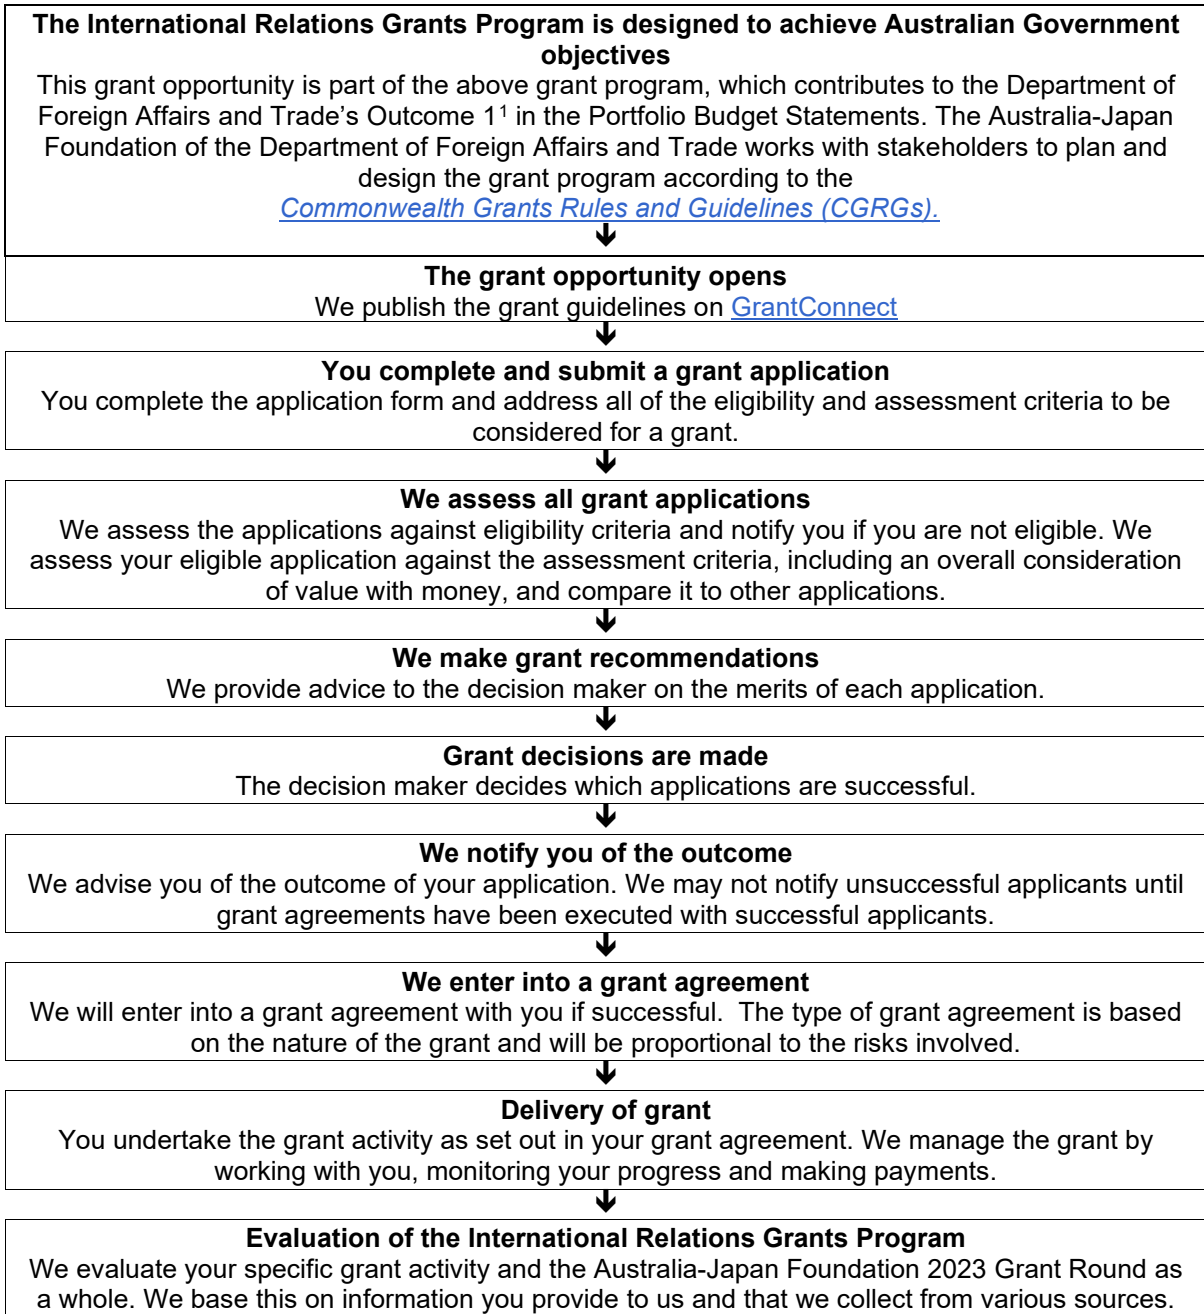 The International Relations Grants Program is designed to achieve Australian Government
objectives
This grant opportunity is part of the above grant program, which contributes to the Department of
Foreign Affairs and Trade's Outcome 1¹ in the Portfolio Budget Statements. The Australia-Japan
Foundation of the Department of Foreign Affairs and Trade works with stakeholders to plan and
design the grant program according to the
Commonwealth Grants Rules and Guidelines (CGRGs).
The grant opportunity opens
We publish the grant guidelines on GrantConnect
You complete and submit a grant application
You complete the application form and address all of the eligibility and assessment criteria to be
considered for a grant.
We assess all grant applications
We assess the applications against eligibility criteria and notify you if you are not eligible. We
assess your eligible application against the assessment criteria, including an overall consideration
of value with money, and compare it to other applications.
We make grant recommendations
We provide advice to the decision maker on the merits of each application.
Grant decisions are made
The decision maker decides which applications are successful.
We notify you of the outcome
We advise you of the outcome of your application. We may not notify unsuccessful applicants until
grant agreements have been executed with successful applicants.
We enter into a grant agreement
We will enter into a grant agreement with you if successful.  The type of grant agreement is based
on the nature of the grant and will be proportional to the risks involved.
Delivery of grant
You undertake the grant activity as set out in your grant agreement. We manage the grant by
working with you, monitoring your progress and making payments.
Evaluation of the International Relations Grants Program
We evaluate your specific grant activity and the Australia-Japan Foundation 2023 Grant Round as
a whole. We base this on information you provide to us and that we collect from various sources.